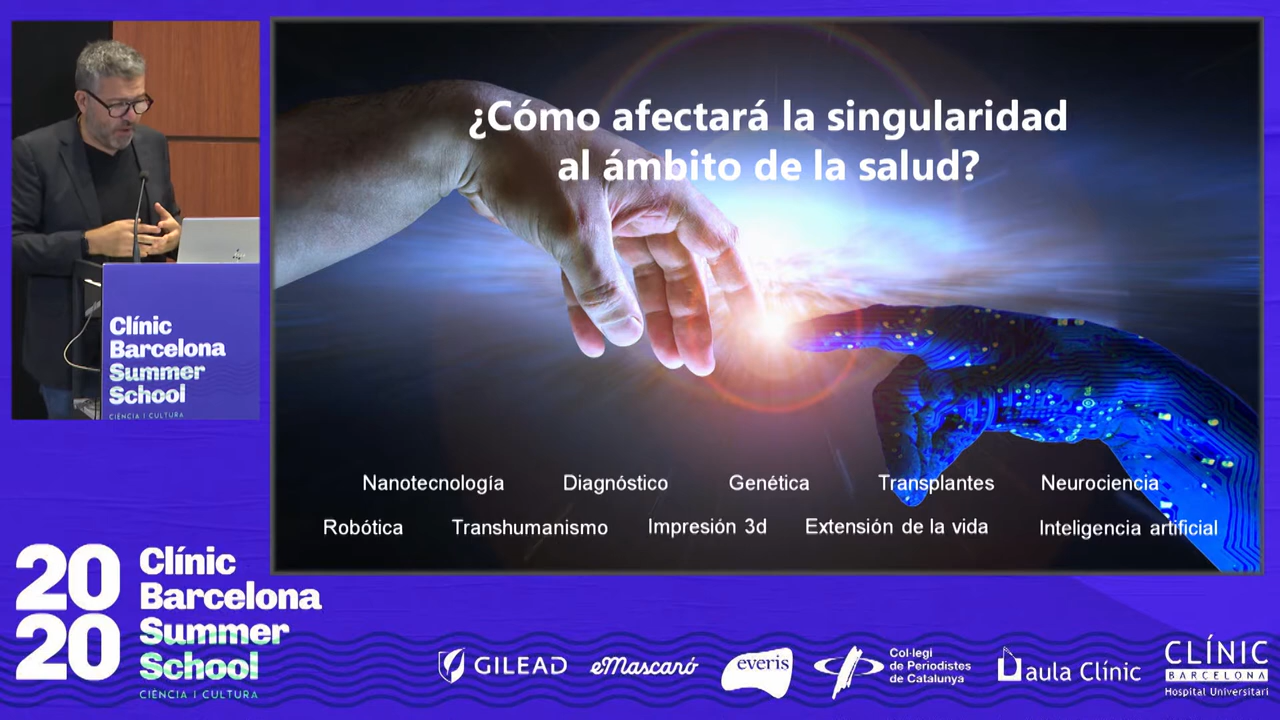 ¿Cómo afectará la singularidad
al ámbito de la salud?
Nanotecnología Diagnóstico Genética Transplantes Neurociencia
Robótica Transhumanismo Impresión 3d Extensión de la vida Inteligencia artificial
Clínic
Barcelona
Summer
School
CIÈNCIA I CULTURA
20
20
Clínic
Barcelona
Summer
School
CIÈNCIA I CULTURA
GILEAD
eMascaró
everis
Col·legi
de Periodistes
de Catalunya
aula Clínic
CLÍNIC
BARCELONA
Hospital Universitari